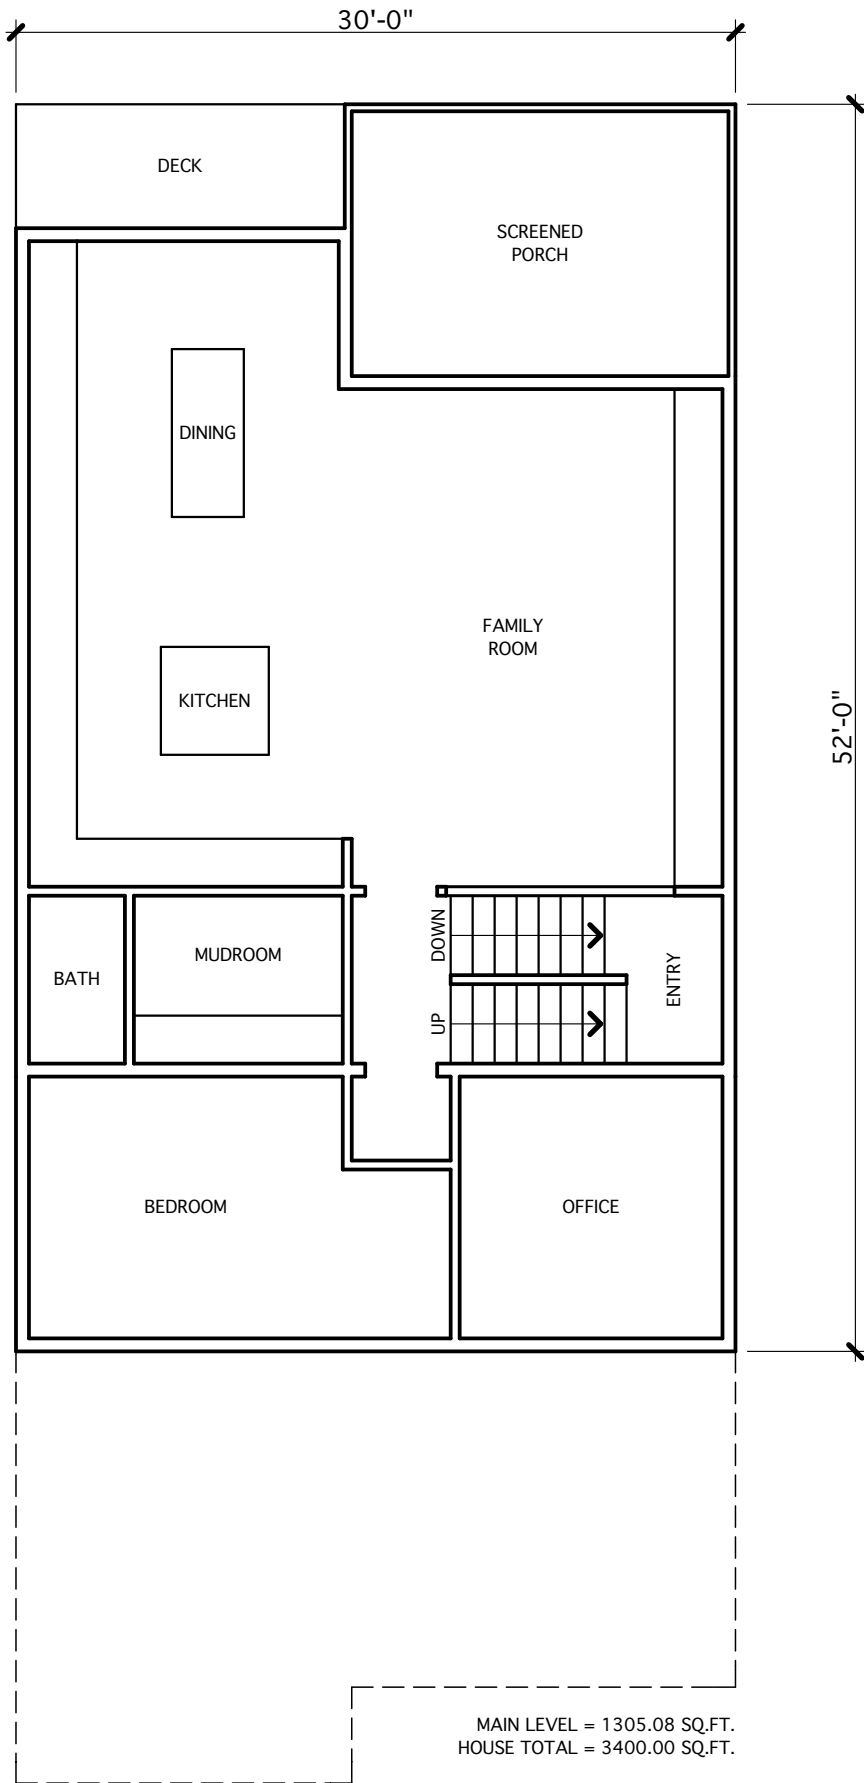 30'-0"
DECK
SCREENED
PORCH
DINING
FAMILY
ROOM
KITCHEN
52'-0"
DOWN
MUDROOM
BATH
ENTRY
UP
BEDROOM
OFFICE
MAIN LEVEL = 1305.08 SQ.FT.
HOUSE TOTAL = 3400.00 SQ.FT.